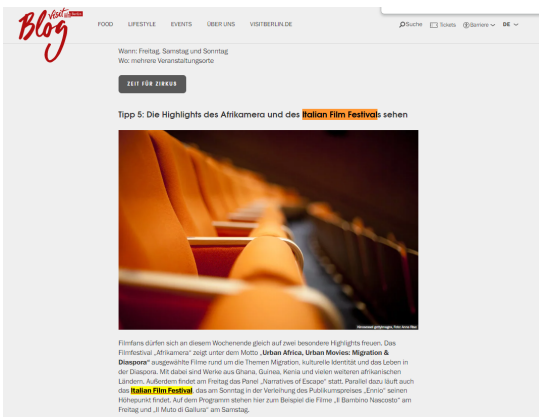 visit Berlin
Blog
FOOD LIFESTYLE EVENTS ÜBER UNS VISITBERLIN.DE Suche Tickets Barriere DE
Wann: Freitag, Samstag und Sonntag
Wo: mehrere Veranstaltungsorte
ZEIT FÜR ZIRKUS
Tipp 5: Die Highlights des Afrikamera und des Italian Film Festivals sehen
Filmfans dürfen sich an diesem Wochenende gleich auf zwei besondere Highlights freuen. Das
Filmfestival „Afrikamera“ zeigt unter dem Motto „Urban Africa, Urban Movies: Migration &
Diaspora“ ausgewählte Filme rund um die Themen Migration, kulturelle Identität und das Leben in
der Diaspora. Mit dabei sind Werke aus Ghana, Guinea, Kenia und vielen weiteren afrikanischen
Ländern. Außerdem findet am Freitag das Panel „Narratives of Escape“ statt. Parallel dazu läuft auch
das Italian Film Festival, das am Sonntag in der Verleihung des Publikumspreises „Ennio“ seinen
Höhepunkt findet. Auf dem Programm stehen hier zum Beispiel die Filme „Il Bambino Nascosto“ am
Freitag und „Il Muto di Gallura“ am Samstag.